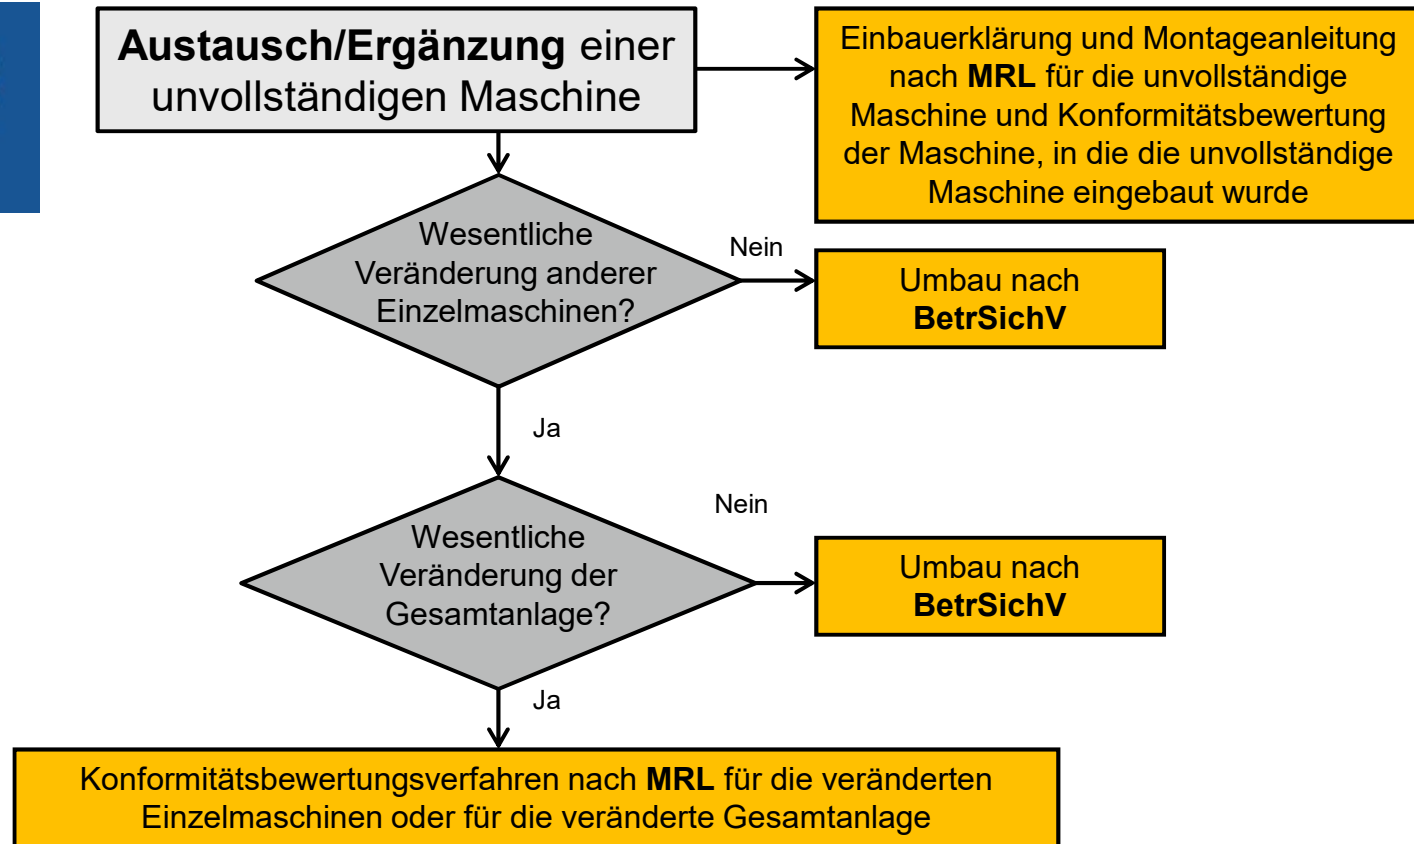 Austausch/Ergänzung einer
unvollständigen Maschine
Einbauerklärung und Montageanleitung
nach MRL für die unvollständige
Maschine und Konformitätsbewertung
der Maschine, in die die unvollständige
Maschine eingebaut wurde
Wesentliche
Veränderung anderer
Einzelmaschinen?
Nein
Umbau nach
BetrSichV
Ja
Wesentliche
Veränderung der
Gesamtanlage?
Nein
Umbau nach
BetrSichV
Ja
Konformitätsbewertungsverfahren nach MRL für die veränderten
Einzelmaschinen oder für die veränderte Gesamtanlage